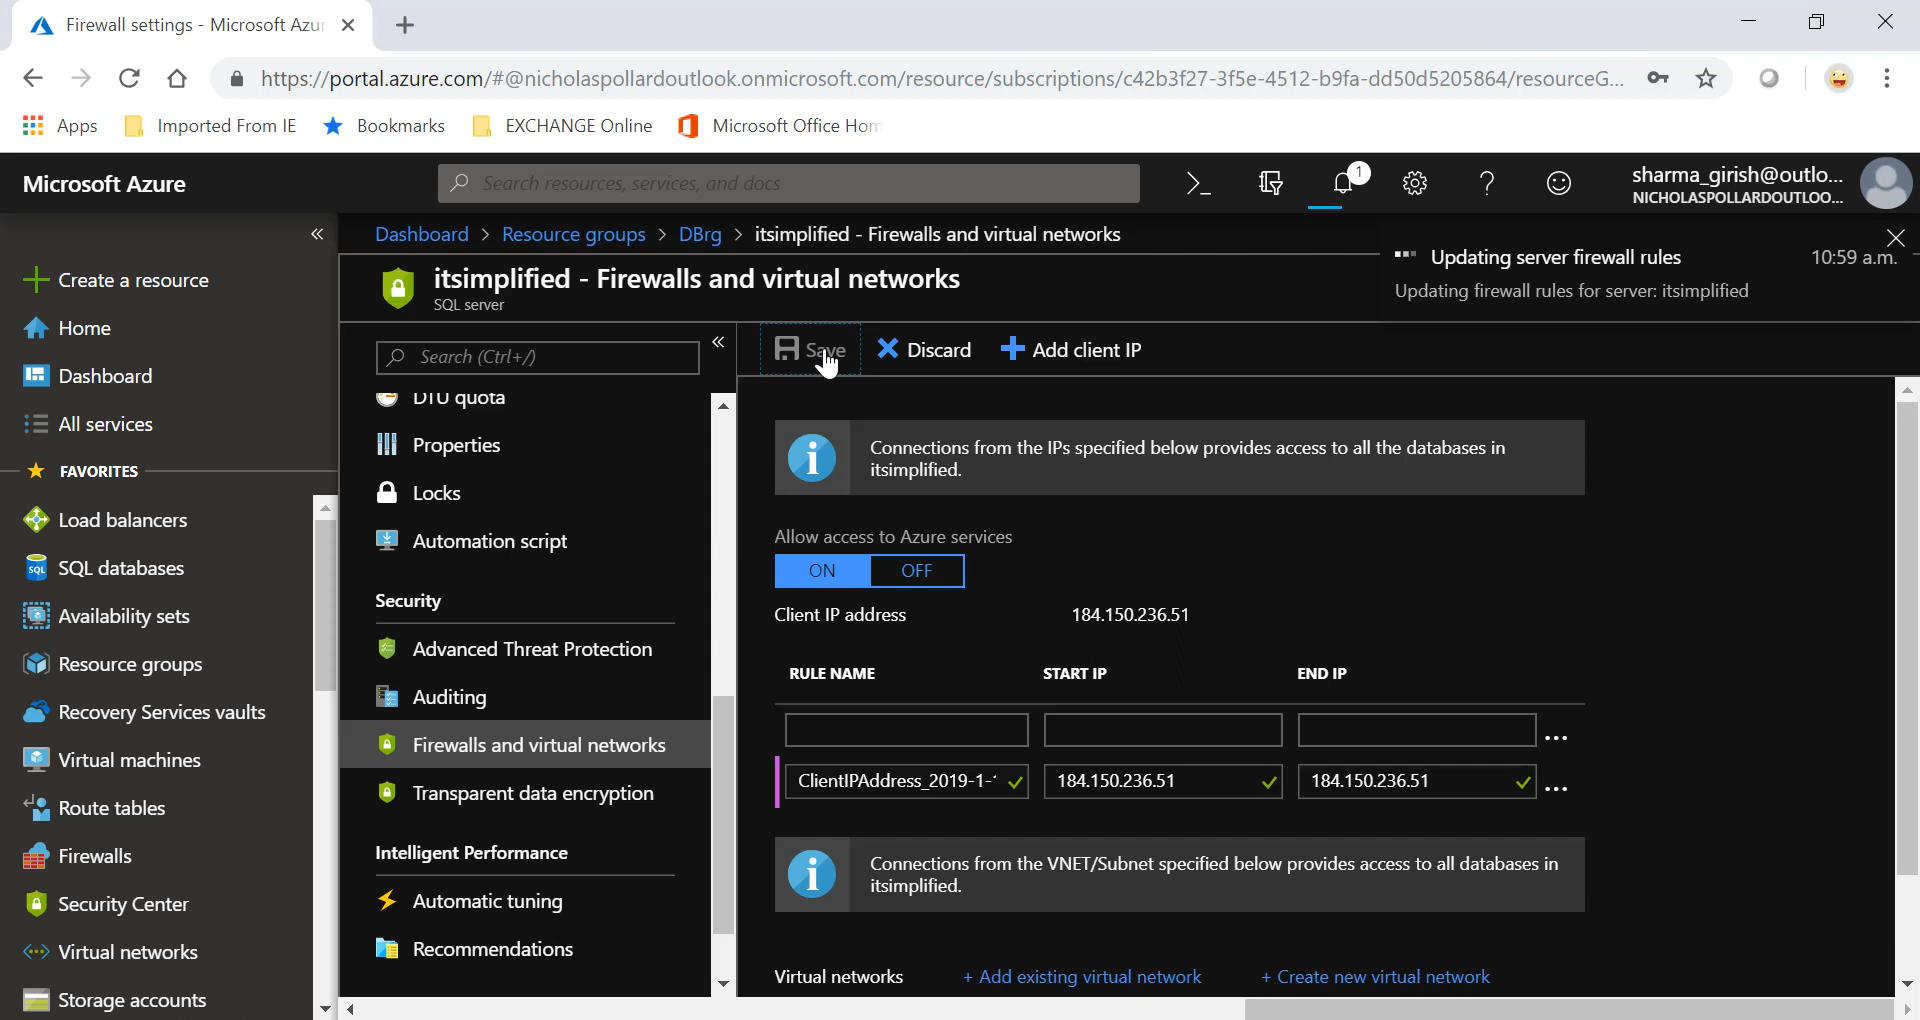 Firewall settings - Microsoft Azur
https://portal.azure.com/#@nicholaspollardoutlook.onmicrosoft.com/resource/subscriptions/c42b3f27-3f5e-4512-b9fa-dd50d5205864/resourceG...
Apps Imported From IE Bookmarks EXCHANGE Online Microsoft Office Hom
Microsoft Azure
Search resources, services, and docs
1
sharma_girish@outlo...
NICHOLASPOLLARDOUTLOO...
Create a resource
Home
Dashboard
All services
FAVORITES
Load balancers
SQL databases
Availability sets
Resource groups
Recovery Services vaults
Virtual machines
Route tables
Firewalls
Security Center
Virtual networks
Storage accounts
Dashboard > Resource groups > DBrg > itsimplified - Firewalls and virtual networks
itsimplified - Firewalls and virtual networks
SQL server
Updating server firewall rules 10:59 a.m.
Updating firewall rules for server: itsimplified
Search (Ctrl+/)
DTU quota
Properties
Locks
Automation script
Security
Advanced Threat Protection
Auditing
Firewalls and virtual networks
Transparent data encryption
Intelligent Performance
Automatic tuning
Recommendations
Save Discard Add client IP
Connections from the IPs specified below provides access to all the databases in
itsimplified.
Allow access to Azure services
ON OFF
Client IP address 184.150.236.51
RULE NAME START IP END IP
...
ClientIPAddress_2019-1-1 184.150.236.51 184.150.236.51 ...
Connections from the VNET/Subnet specified below provides access to all databases in
itsimplified.
Virtual networks + Add existing virtual network + Create new virtual network